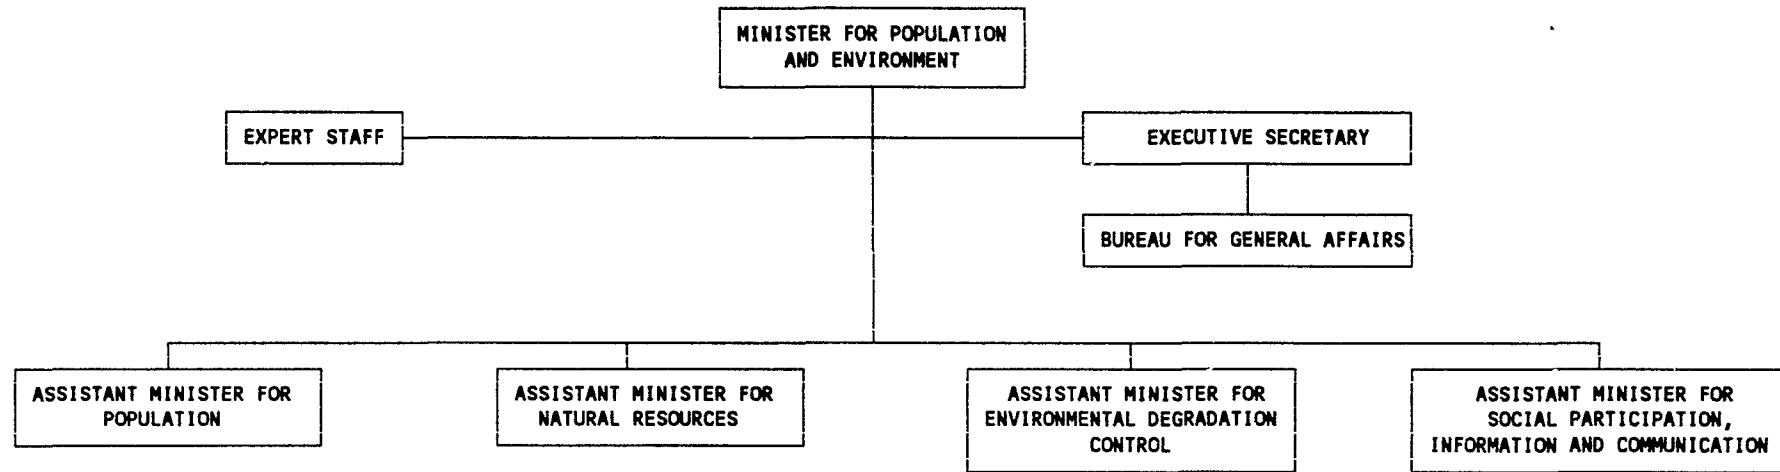 MINISTER FOR POPULATION
AND ENVIRONMENT
EXPERT STAFF
EXECUTIVE SECRETARY
BUREAU FOR GENERAL AFFAIRS
ASSISTANT MINISTER FOR
POPULATION
ASSISTANT MINISTER FOR
NATURAL RESOURCES
ASSISTANT MINISTER FOR
ENVIRONMENTAL DEGRADATION
CONTROL
ASSISTANT MINISTER FOR
SOCIAL PARTICIPATION,
INFORMATION AND COMMUNICATION